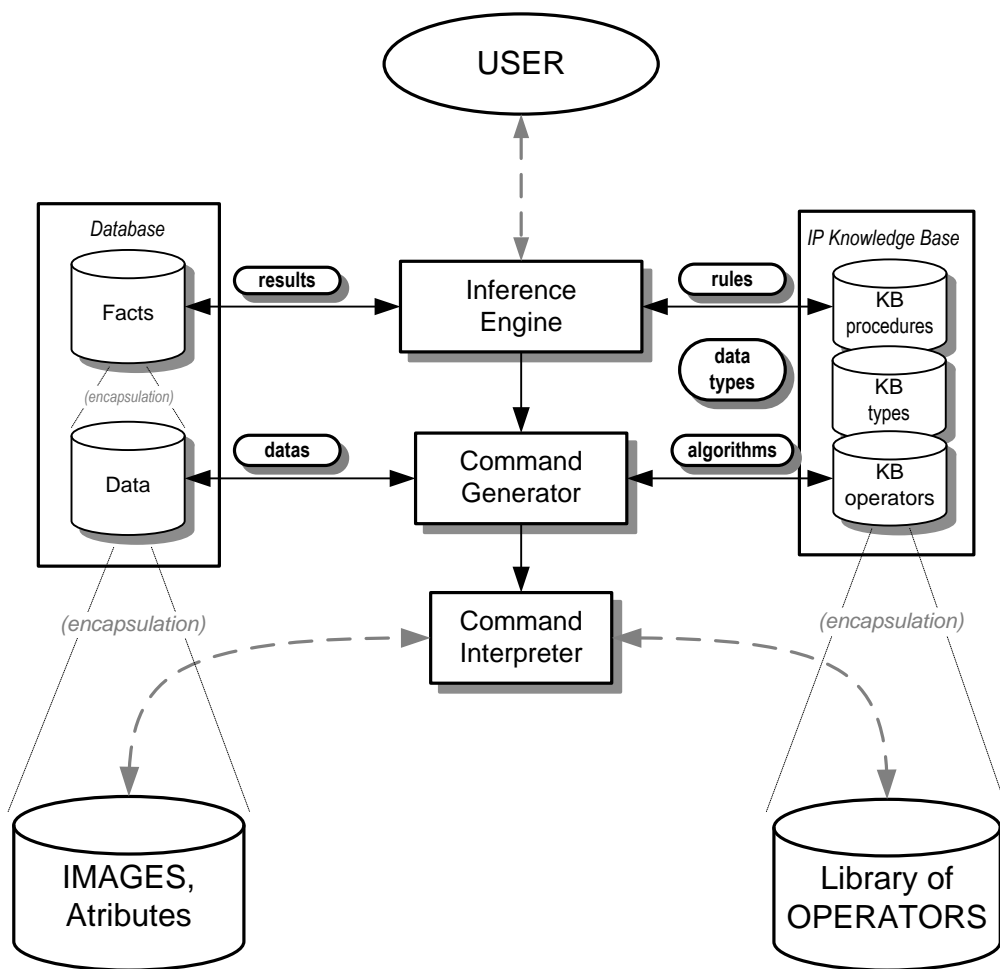 USER
Database
IP Knowledge Base
results
rules
Facts
Inference
Engine
KB
procedures
data
types
(encapsulation)
KB
types
datas
algorithms
Data
Command
Generator
KB
operators
(encapsulation)
Command
Interpreter
(encapsulation)
IMAGES,
Atributes
Library of
OPERATORS